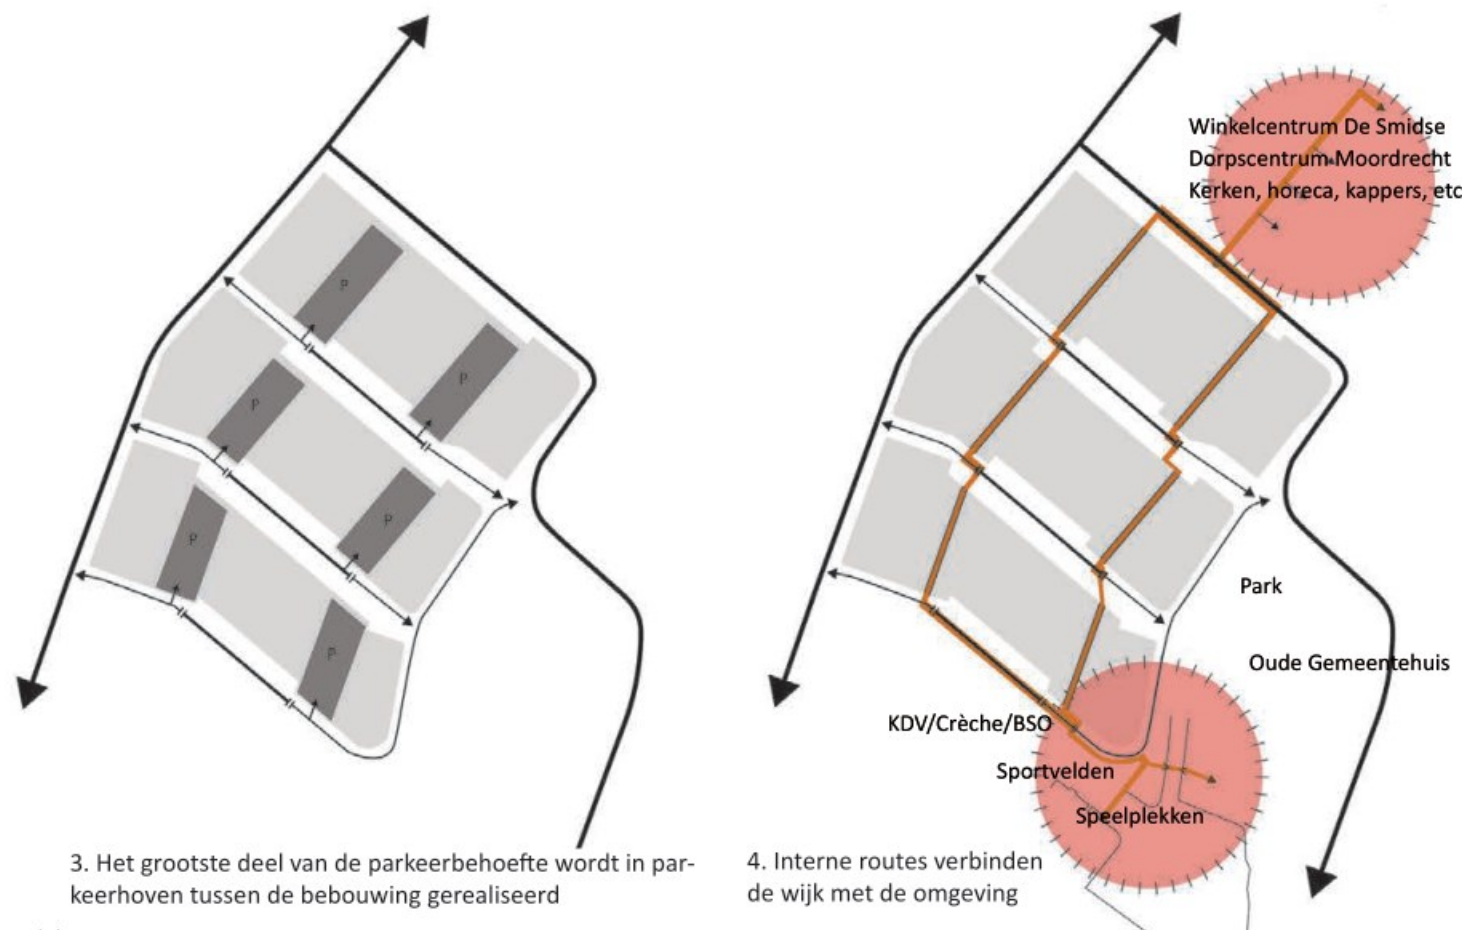 Winkelcentrum De Smidse
Dorpscentrum Moordrecht
Kerken, horeca, kappers, etc
P
P
P
P
P
P
Park
Oude Gemeentehuis
KDV/Crèche/BSO
Sportvelden
Speelplekken
3. Het grootste deel van de parkeerbehoefte wordt in par-
keerhoven tussen de bebouwing gerealiseerd
4. Interne routes verbinden
de wijk met de omgeving